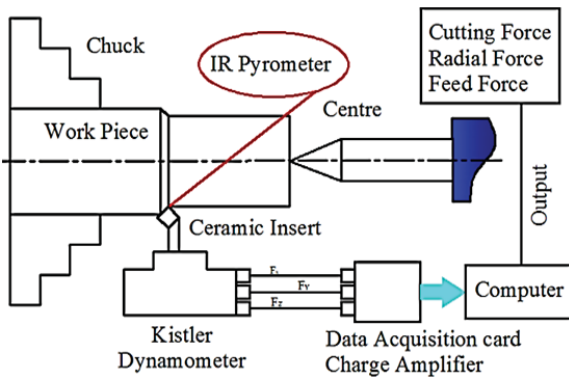 Chuck
IR Pyrometer
Cutting Force
Radial Force
Feed Force
Centre
Work Piece
Ceramic Insert
Output
FY
FZ
Computer
Kistler
Dynamometer
Data Acquisition card
Charge Amplifier